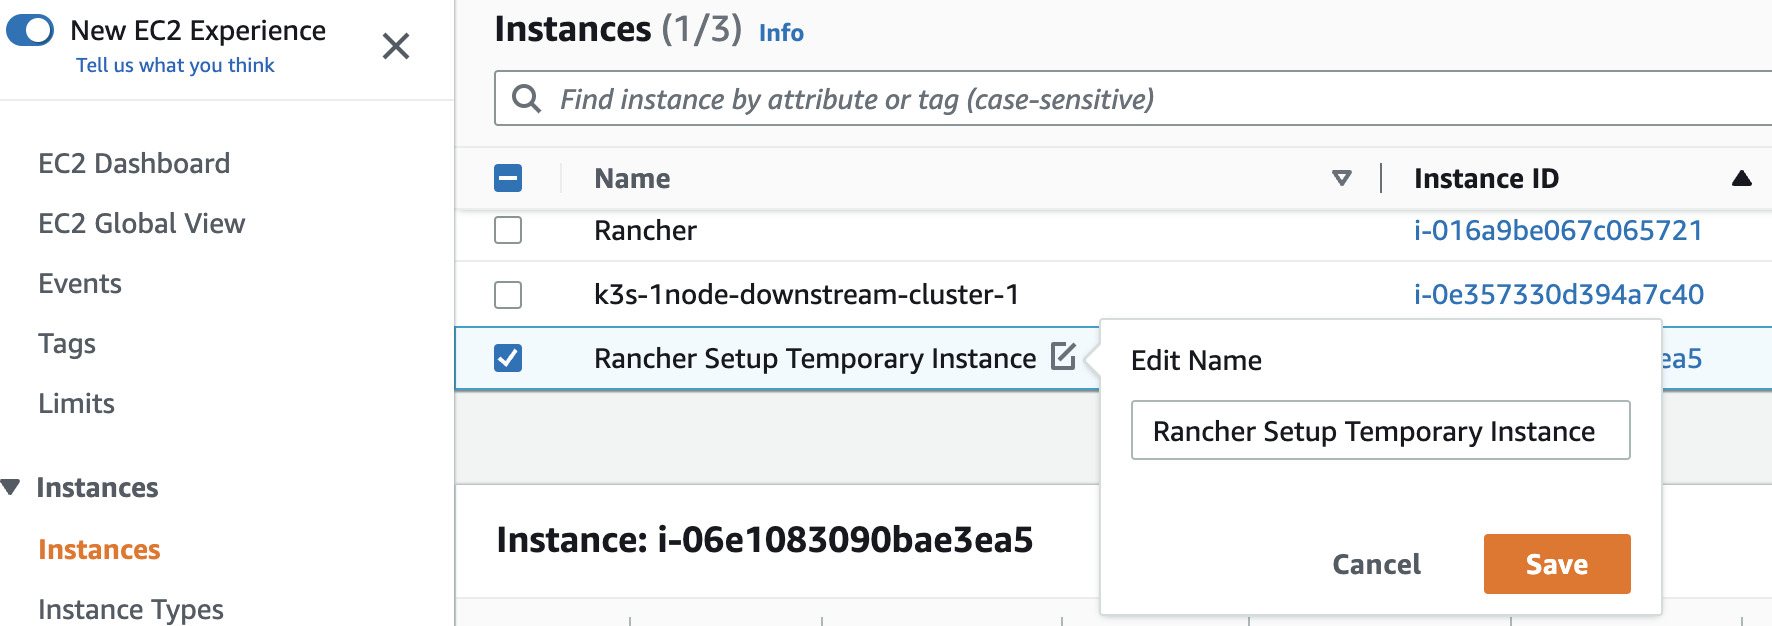 New EC2 Experience
Tell us what you think
EC2 Dashboard
EC2 Global View
Events
Tags
Limits
Instances
Instances
Instance Types
Instances (1/3) Info
Find instance by attribute or tag (case-sensitive)
Name Instance ID
Rancher i-016a9be067c065721
k3s-1node-downstream-cluster-1 i-0e357330d394a7c40
Rancher Setup Temporary Instance ea5
Edit Name
Rancher Setup Temporary Instance
Cancel Save
Instance: i-06e1083090bae3ea5